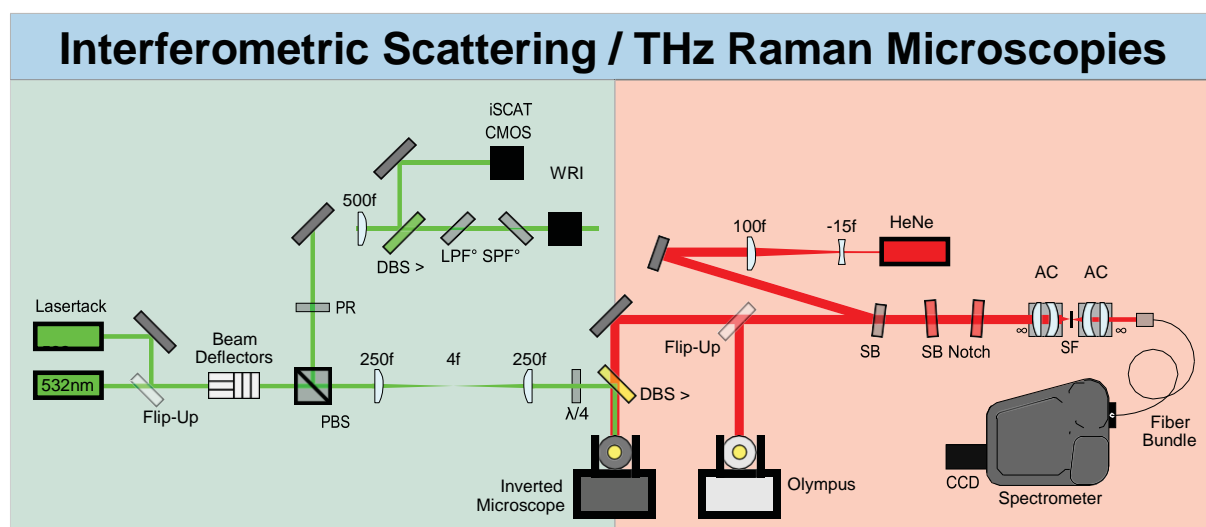 Interferometric Scattering / THz Raman Microscopies
iSCAT
CMOS
WRI
500f
DBS >
LPF° SPF°
PR
Lasertack
532nm
Flip-Up
Beam
Deflectors
PBS
250f
4f
250f
λ/4
DBS >
Inverted
Microscope
100f
-15f
HeNe
Flip-Up
SB
SB Notch
AC
AC
∞
SF
∞
Olympus
Fiber
Bundle
CCD
Spectrometer